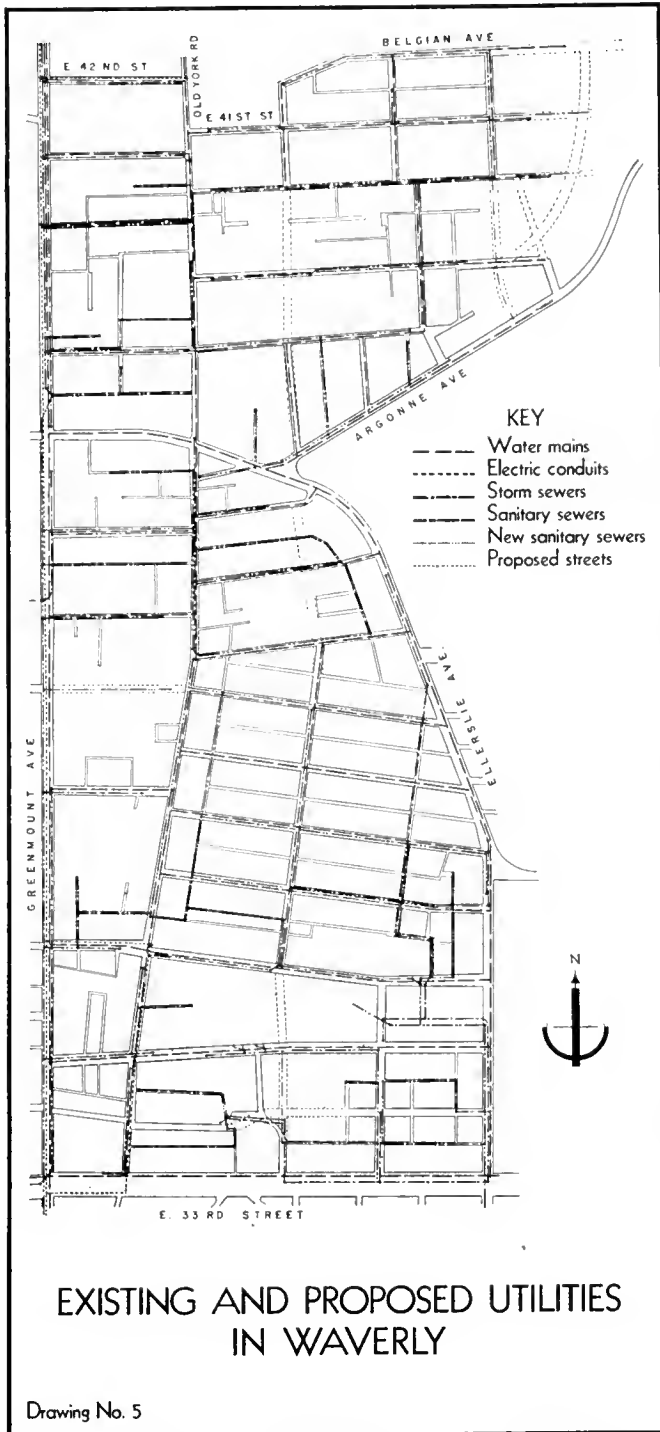 BELGIAN AVE
E 42ND ST
OLD YORK RD
E 41ST ST
ARGONNE AVE
KEY
Water mains
Electric conduits
Storm sewers
Sanitary sewers
New sanitary sewers
Proposed streets
ELLERSLIE AVE.
GREENMOUNT AVE
N
E. 33RD STREET
EXISTING AND PROPOSED UTILITIES
IN WAVERLY
Drawing No. 5